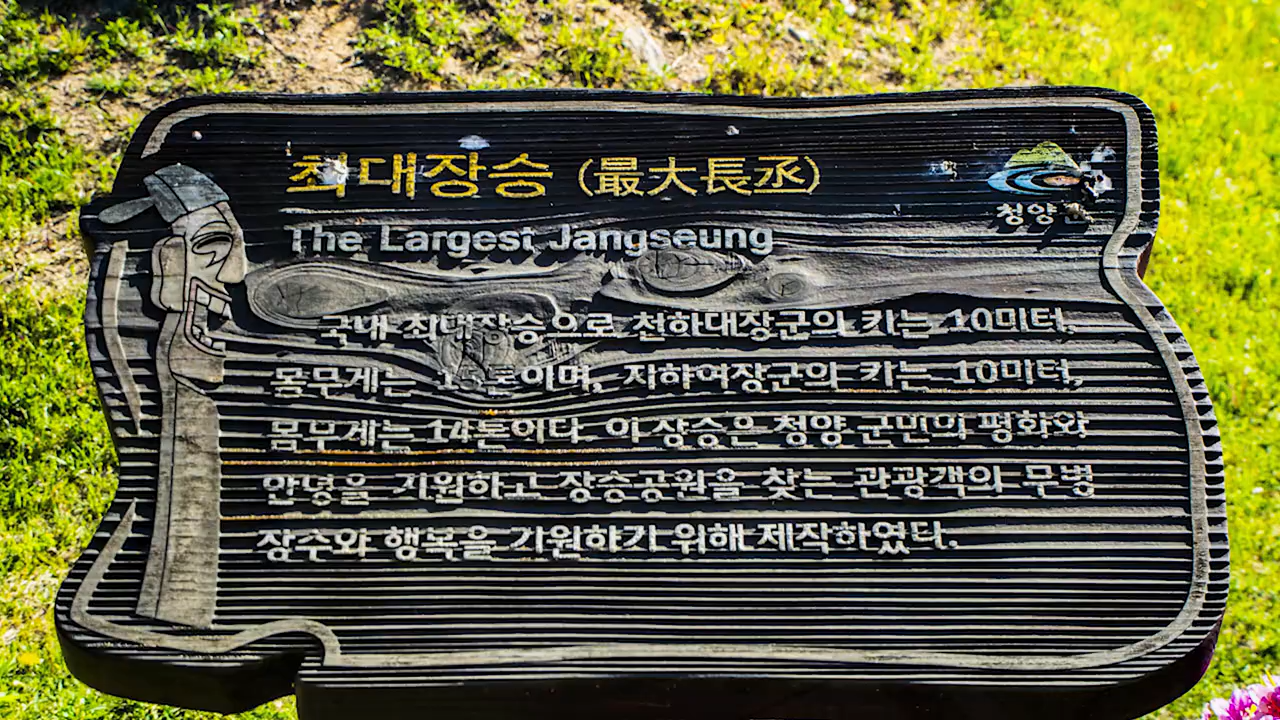 최대장승 (最大長丞)
청양
The Largest Jangseung
국내 최대장승으로 천하대장군의 키는 10미터,
몸무게는 15톤이며, 지하여장군의 키는 10미터,
몸무게는 14톤이다. 이 장승은 청양 군민의 평화와
안녕을 기원하고 장승공원을 찾는 관광객의 무병
장수와 행복을 기원하기 위해 제작하였다.